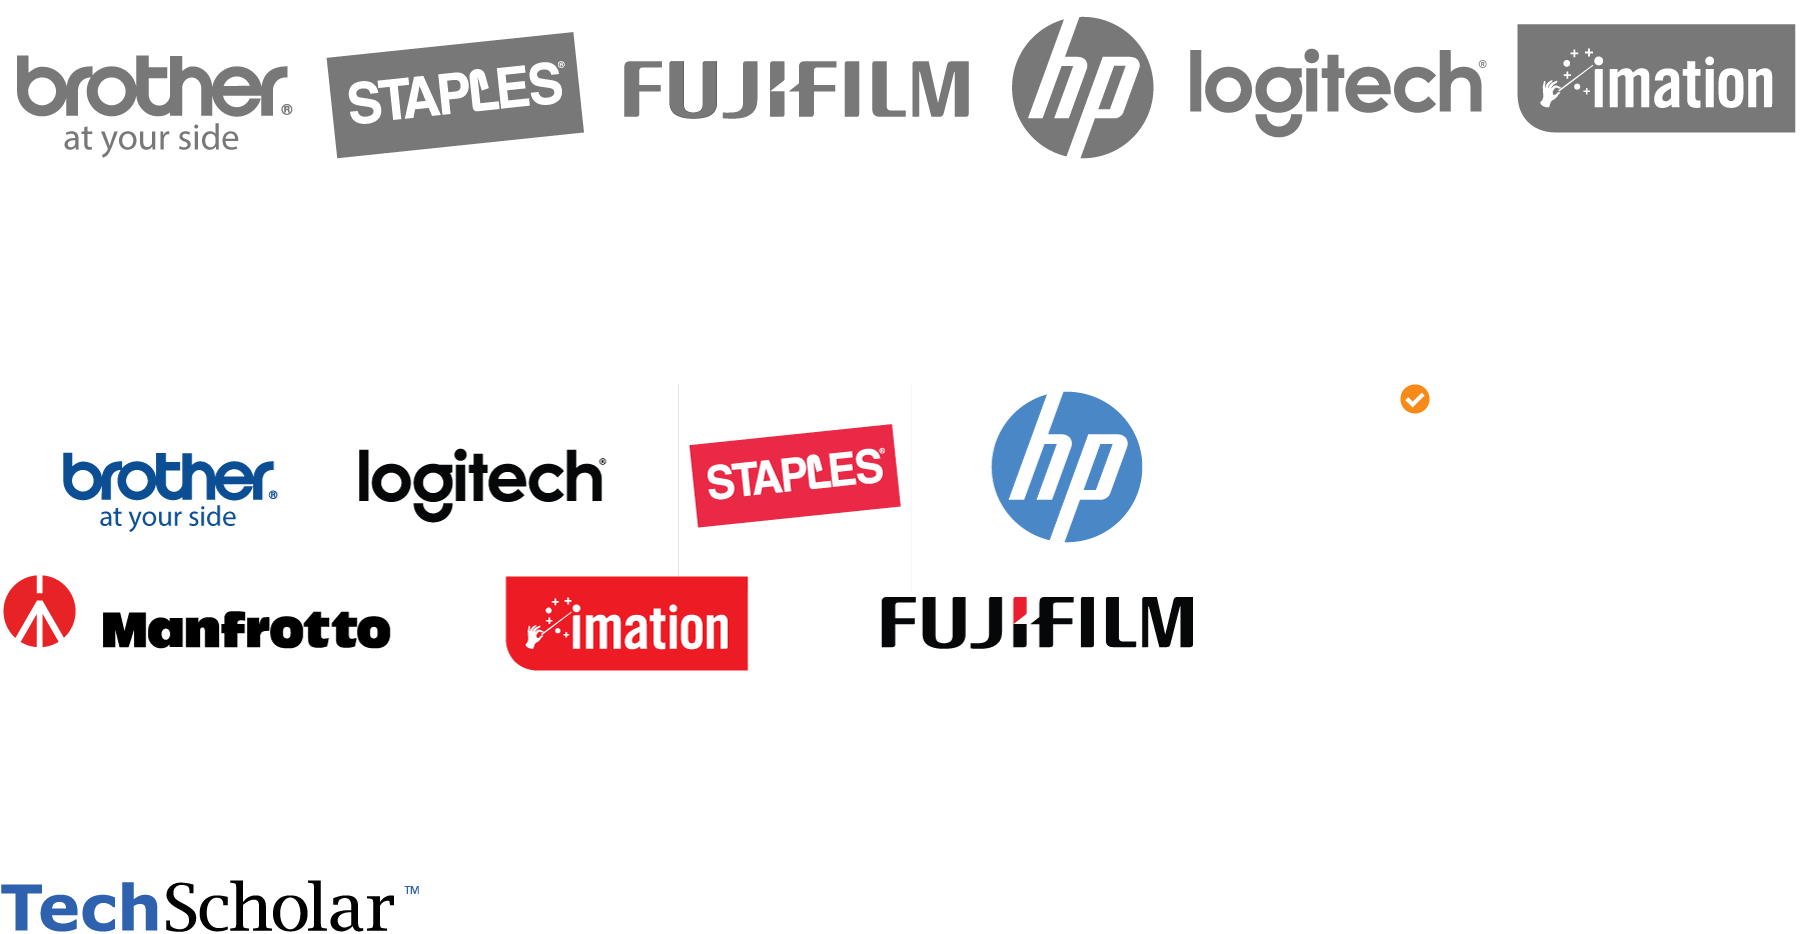 brother® STAPLES® FUJIFILM hp logitech® imation
at your side
brother® logitech® STAPLES® hp
at your side
Manfrotto imation FUJIFILM
TechScholar™